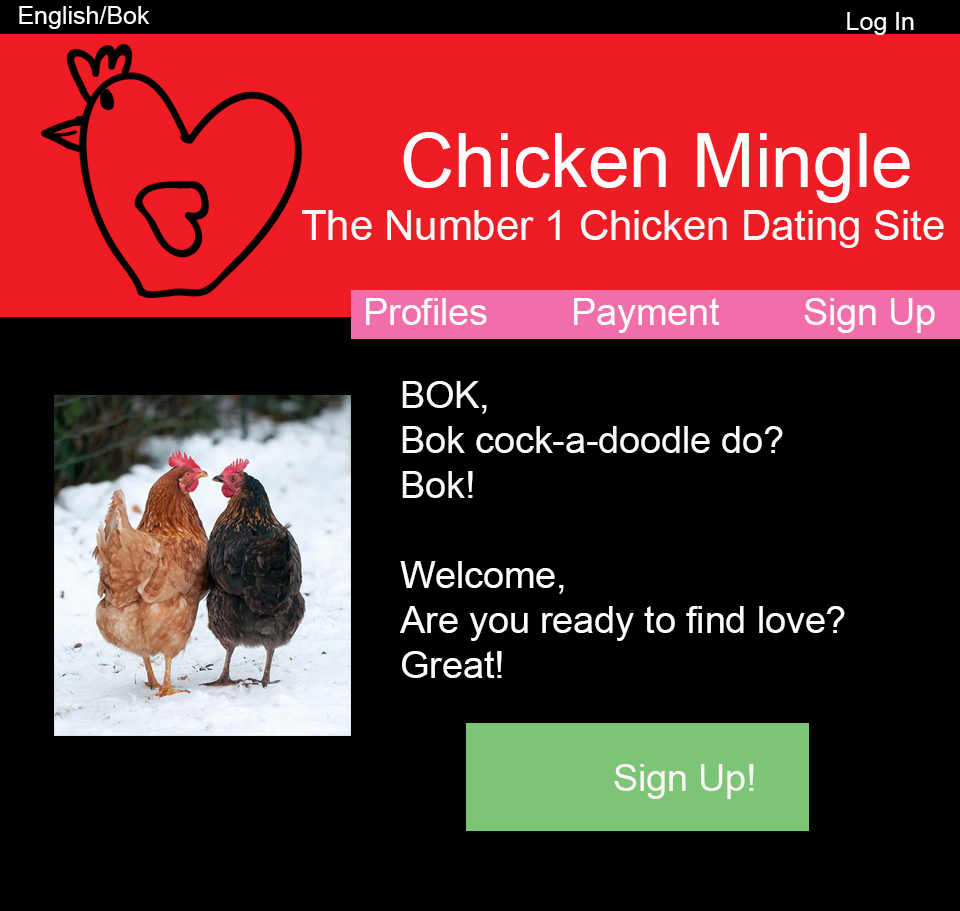 English/Bok
Log In
Chicken Mingle
The Number 1 Chicken Dating Site
Profiles Payment Sign Up
BOK,
Bok cock-a-doodle do?
Bok!
Welcome,
Are you ready to find love?
Great!
Sign Up!